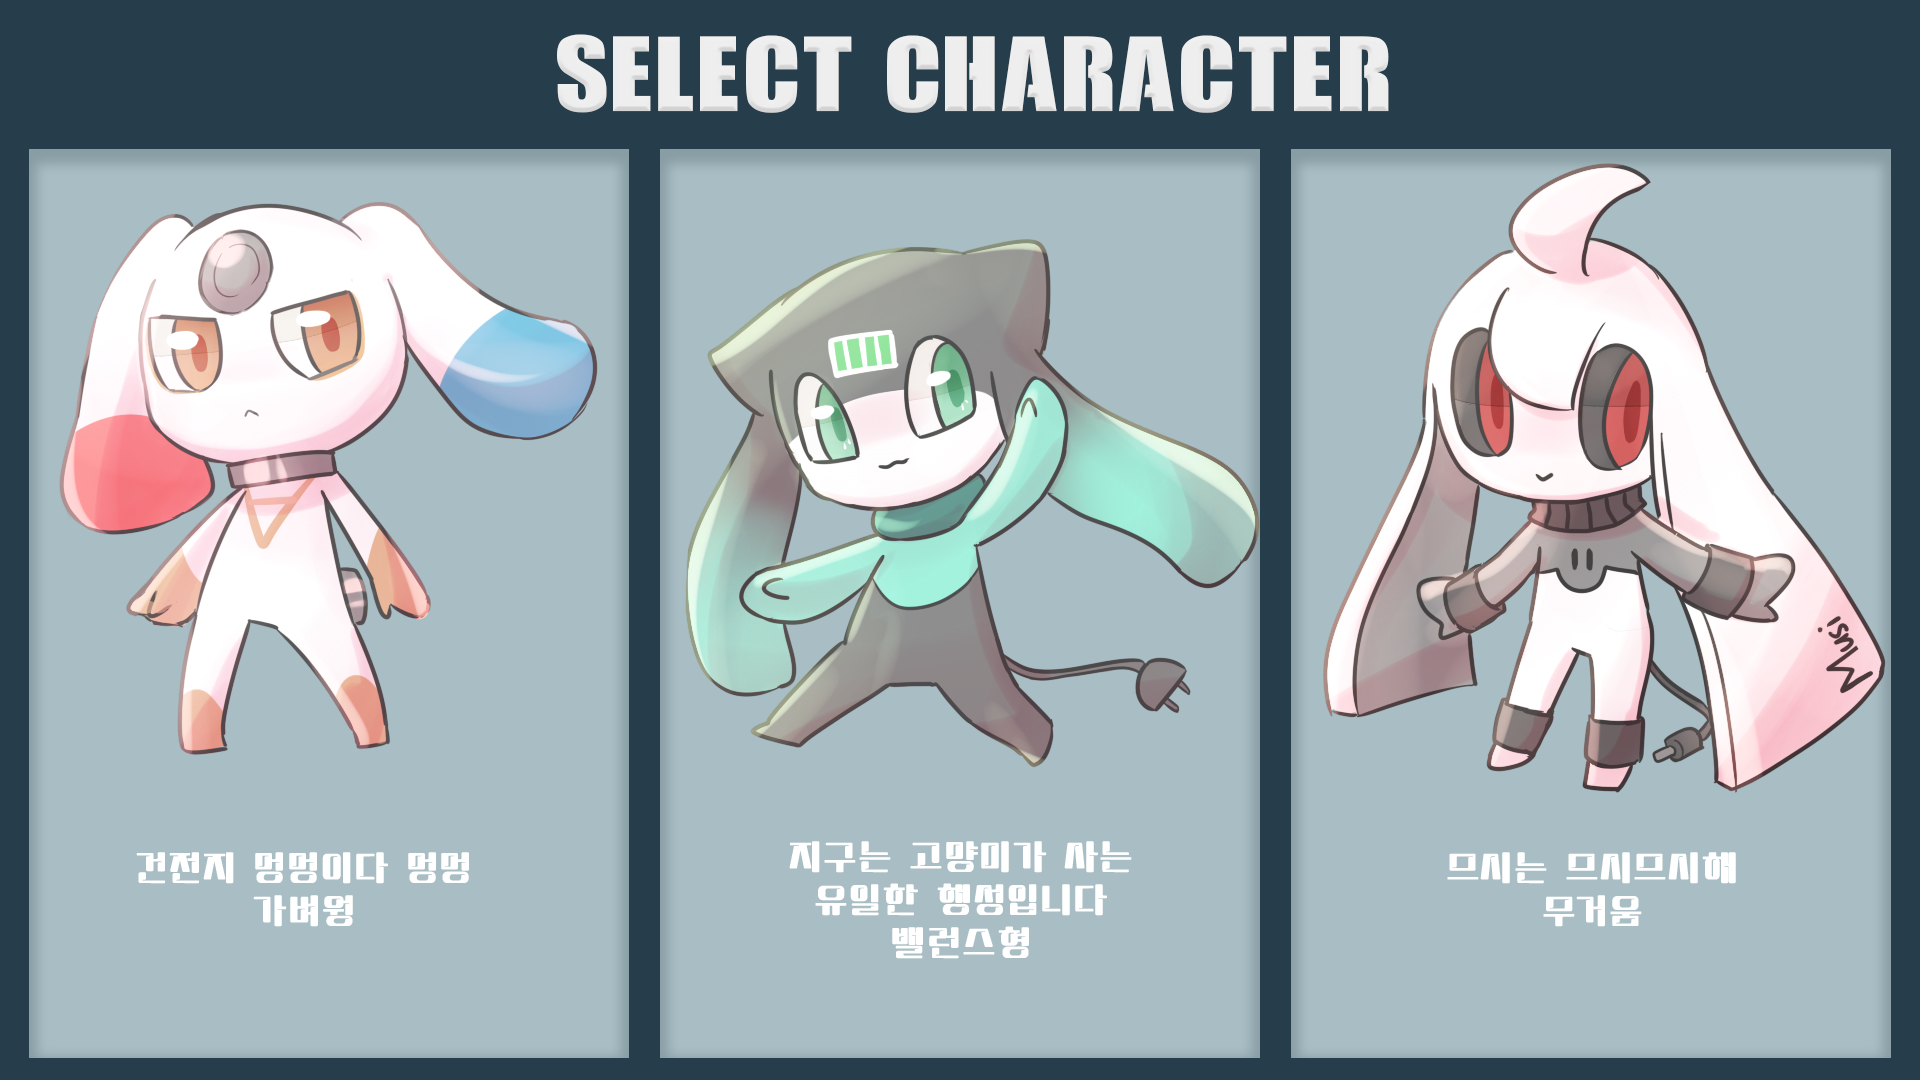 SELECT CHARACTER
건전지 멍멍이다 멍멍
가벼웡
지구는 고먐미가 사는
유일한 행성입니다
밸런스형
므시는 므시므시해
무거움
Musi